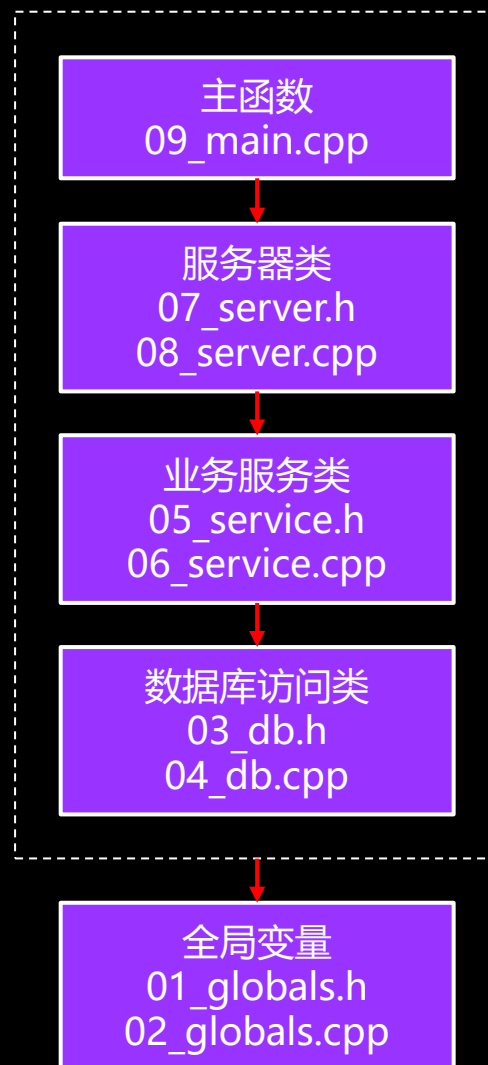 主函数
09_main.cpp
服务器类
07_server.h
08_server.cpp
业务服务类
05_service.h
06_service.cpp
数据库访问类
03_db.h
04_db.cpp
全局变量
01_globals.h
02_globals.cpp